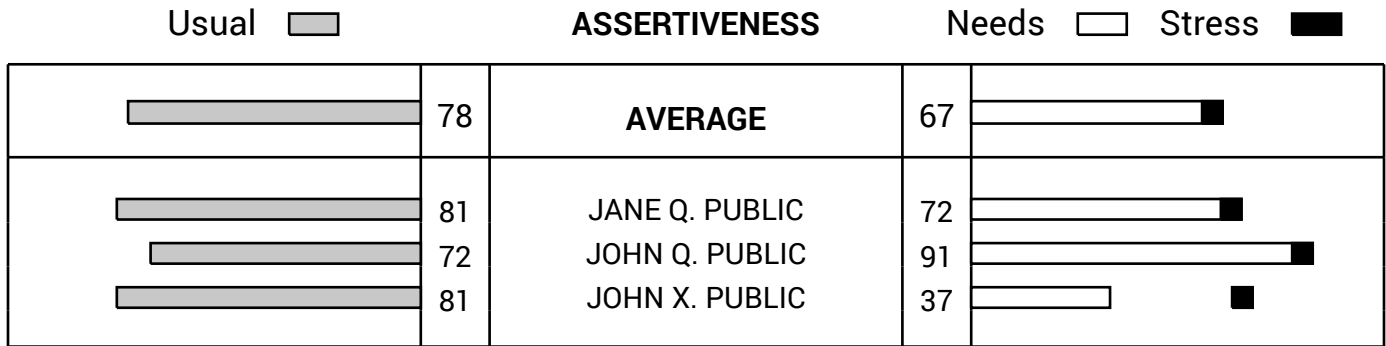 Usual ASSERTIVENESS Needs Stress
78 AVERAGE 67
81 JANE Q. PUBLIC 72
72 JOHN Q. PUBLIC 91
81 JOHN X. PUBLIC 37